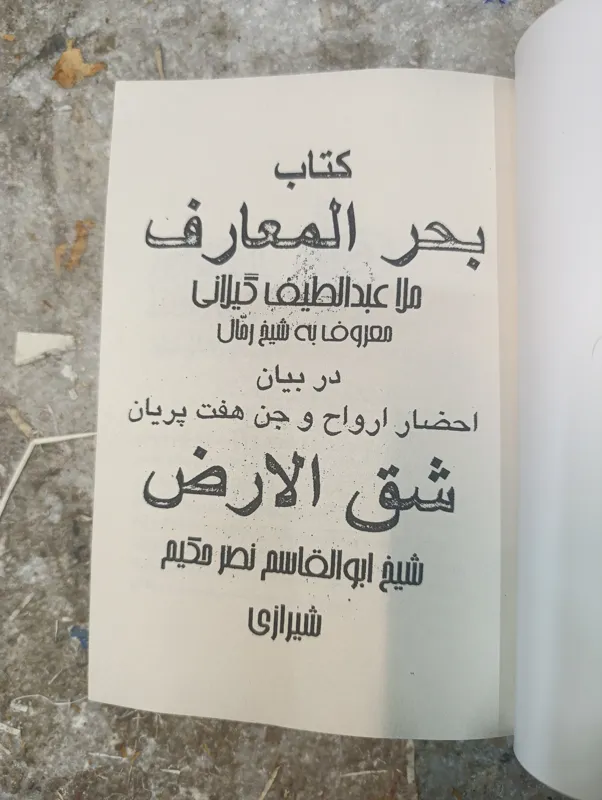 کتاب
بحر المعارف
ملا عبدالطیف گیلانی
معروف به شیخ رمّال
در بیان
احضار ارواح و جن هفت پریان
شق الارض
شیخ ابوالقاسم نصر حکیم
شیرازی